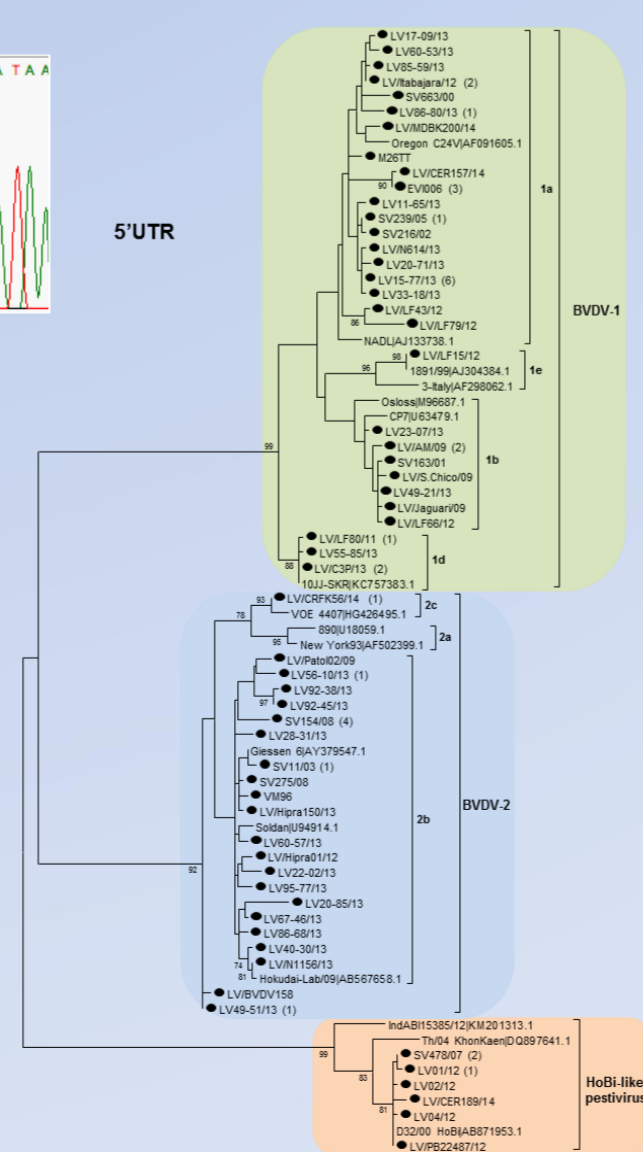 A T A A
5'UTR
LV17-09/13
LV60-53/13
LV85-59/13
LV/Itabajara/12 (2)
SV663/00
LV86-80/13 (1)
LV/MDBK200/14
Oregon C24V|AF091605.1
M26TT
LV/CER157/14
90
EVI006 (3)
1a
LV11-65/13
SV239/05 (1)
SV216/02
LV/N614/13
LV20-71/13
LV15-77/13 (6)
LV33-18/13
LV/LF43/12
BVDV-1
86
LV/LF79/12
NADL|AJ133738.1
98
LV/LF15/12
96
1891/99|AJ304384.1
1e
3-Italy|AF298062.1
Osloss|M96687.1
CP7|U63479.1
LV23-07/13
99
LV/AM/09 (2)
SV163/01
1b
LV/S.Chico/09
LV49-21/13
LV/Jaguari/09
LV/LF66/12
LV/LF80/11 (1)
LV55-85/13
1d
88
LV/C3P/13 (2)
10JJ-SKR|KC757383.1
93
LV/CRFK56/14 (1)
2c
78
VOE 4407|HG426495.1
890|U18059.1
2a
95
New York93|AF502399.1
LV/Patol02/09
LV56-10/13 (1)
LV92-38/13
97
LV92-45/13
SV154/08 (4)
LV28-31/13
Giessen 6|AY379547.1
SV11/03 (1)
SV275/08
VM96
BVDV-2
LV/Hipra150/13
2b
Soldan|U94914.1
LV60-57/13
LV/Hipra01/12
92
LV22-02/13
LV95-77/13
LV20-85/13
LV67-46/13
LV86-68/13
LV40-30/13
74
LV/N1156/13
81
Hokudai-Lab/09|AB567658.1
LV/BVDV158
LV49-51/13 (1)
IndABI15385/12|KM201313.1
Th/04 KhonKaen|DQ897641.1
99
SV478/07 (2)
LV01/12 (1)
83
LV02/12
HoBi-like
pestivirus
LV/CER189/14
81
LV04/12
D32/00 HoBi|AB871953.1
LV/PB22487/12